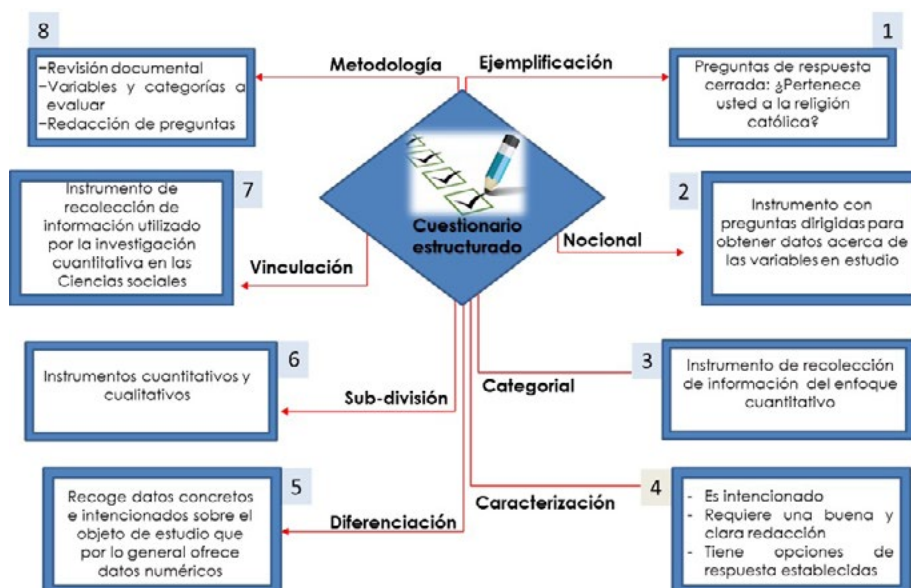 8
−Revisión documental
−Variables y categorías a
evaluar
−Redacción de preguntas
Metodología
Ejemplificación
1
Preguntas de respuesta
cerrada: ¿Pertenece
usted a la religión
católica?
7
Instrumento de
recolección de
información utilizado
por la investigación
cuantitativa en las
Ciencias sociales
Vinculación
Cuestionario
estructurado
Nocional
2
Instrumento con
preguntas dirigidas para
obtener datos acerca de
las variables en estudio
6
Instrumentos cuantitativos y
cualitativos
Sub-división
Categorial
3
Instrumento de recolección
de información del enfoque
cuantitativo
5
Recoge datos concretos
e intencionados sobre el
objeto de estudio que
por lo general ofrece
datos numéricos
Diferenciación
Caracterización
4
- Es intencionado
- Requiere una buena y
clara redacción
- Tiene opciones de
respuesta establecidas